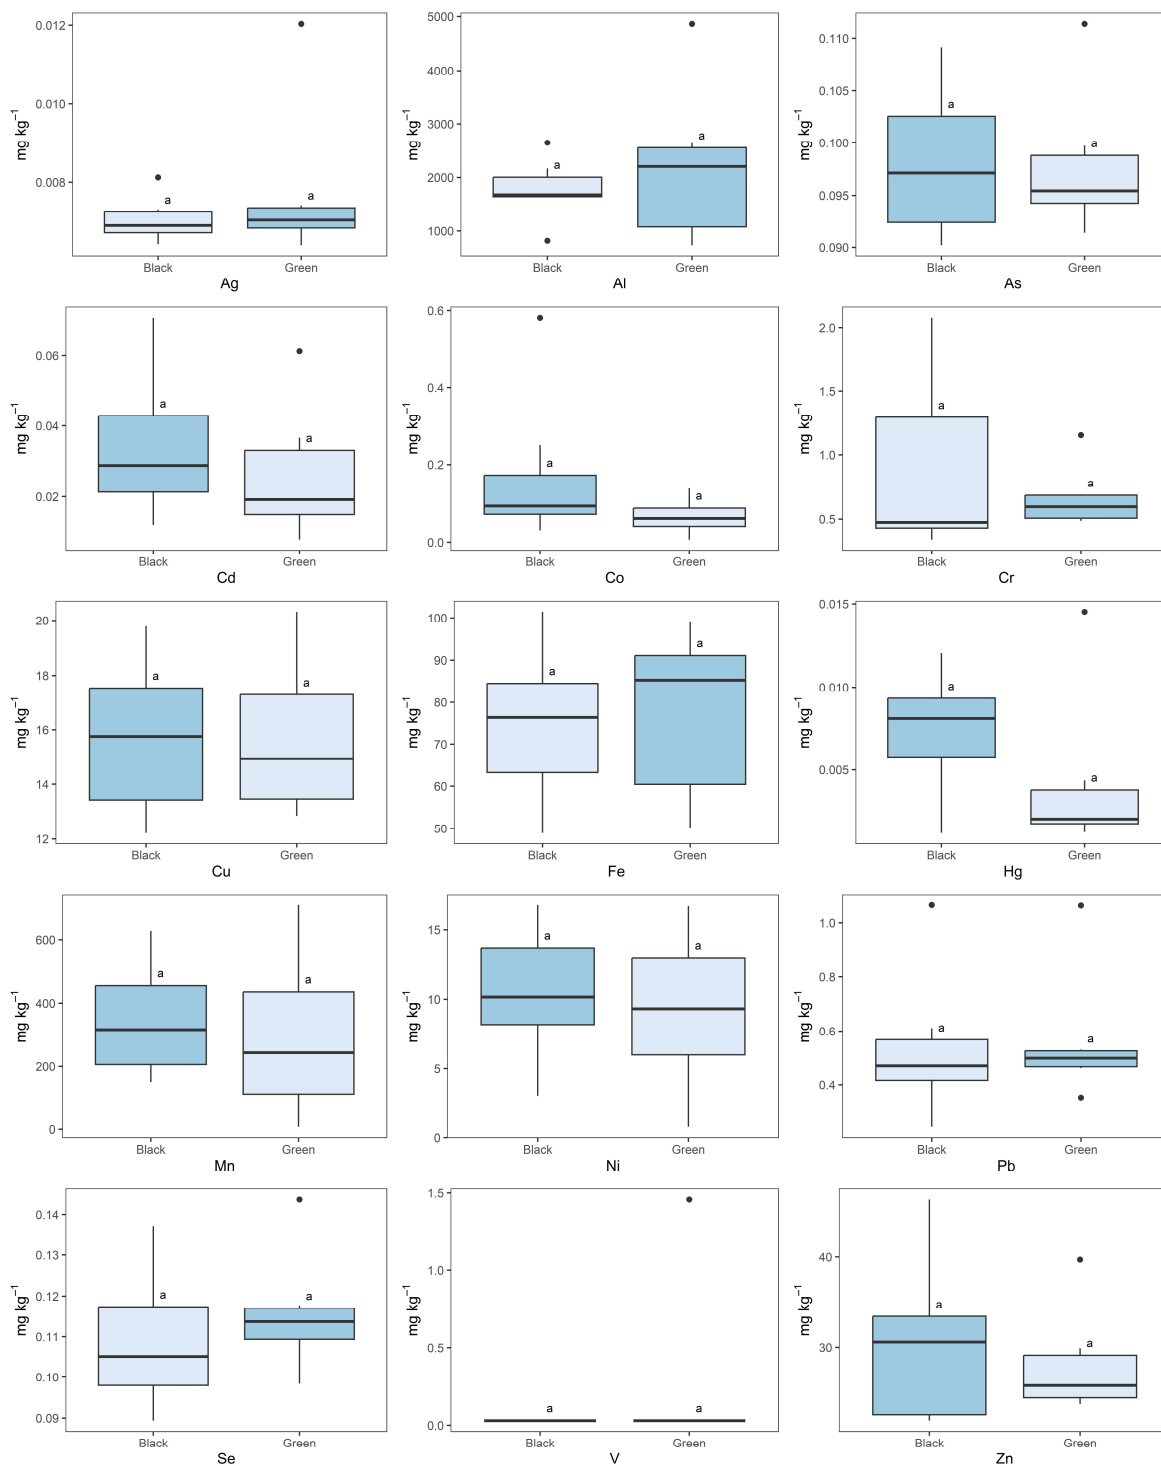 mg kg⁻¹
0.012
0.010
0.008
a
a
Black
Green
Ag
mg kg⁻¹
5000
4000
3000
2000
1000
a
a
Black
Green
Al
mg kg⁻¹
0.110
0.105
0.100
0.095
0.090
a
a
Black
Green
As
mg kg⁻¹
0.06
0.04
0.02
a
a
Black
Green
Cd
mg kg⁻¹
0.6
0.4
0.2
0.0
a
a
Black
Green
Co
mg kg⁻¹
2.0
1.5
1.0
0.5
a
a
Black
Green
Cr
mg kg⁻¹
20
18
16
14
12
a
a
Black
Green
Cu
mg kg⁻¹
100
90
80
70
60
50
a
a
Black
Green
Fe
mg kg⁻¹
0.015
0.010
0.005
a
a
Black
Green
Hg
mg kg⁻¹
600
400
200
0
a
a
Black
Green
Mn
mg kg⁻¹
15
10
5
0
a
a
Black
Green
Ni
mg kg⁻¹
1.0
0.8
0.6
0.4
a
a
Black
Green
Pb
mg kg⁻¹
0.14
0.13
0.12
0.11
0.10
0.09
a
a
Black
Green
Se
mg kg⁻¹
1.5
1.0
0.5
0.0
a
a
Black
Green
V
mg kg⁻¹
40
30
a
a
Black
Green
Zn